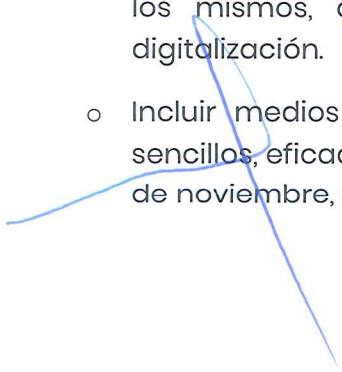 los mismos,
digitalización.
o Incluir medios
sencillos, eficac
de noviembre,